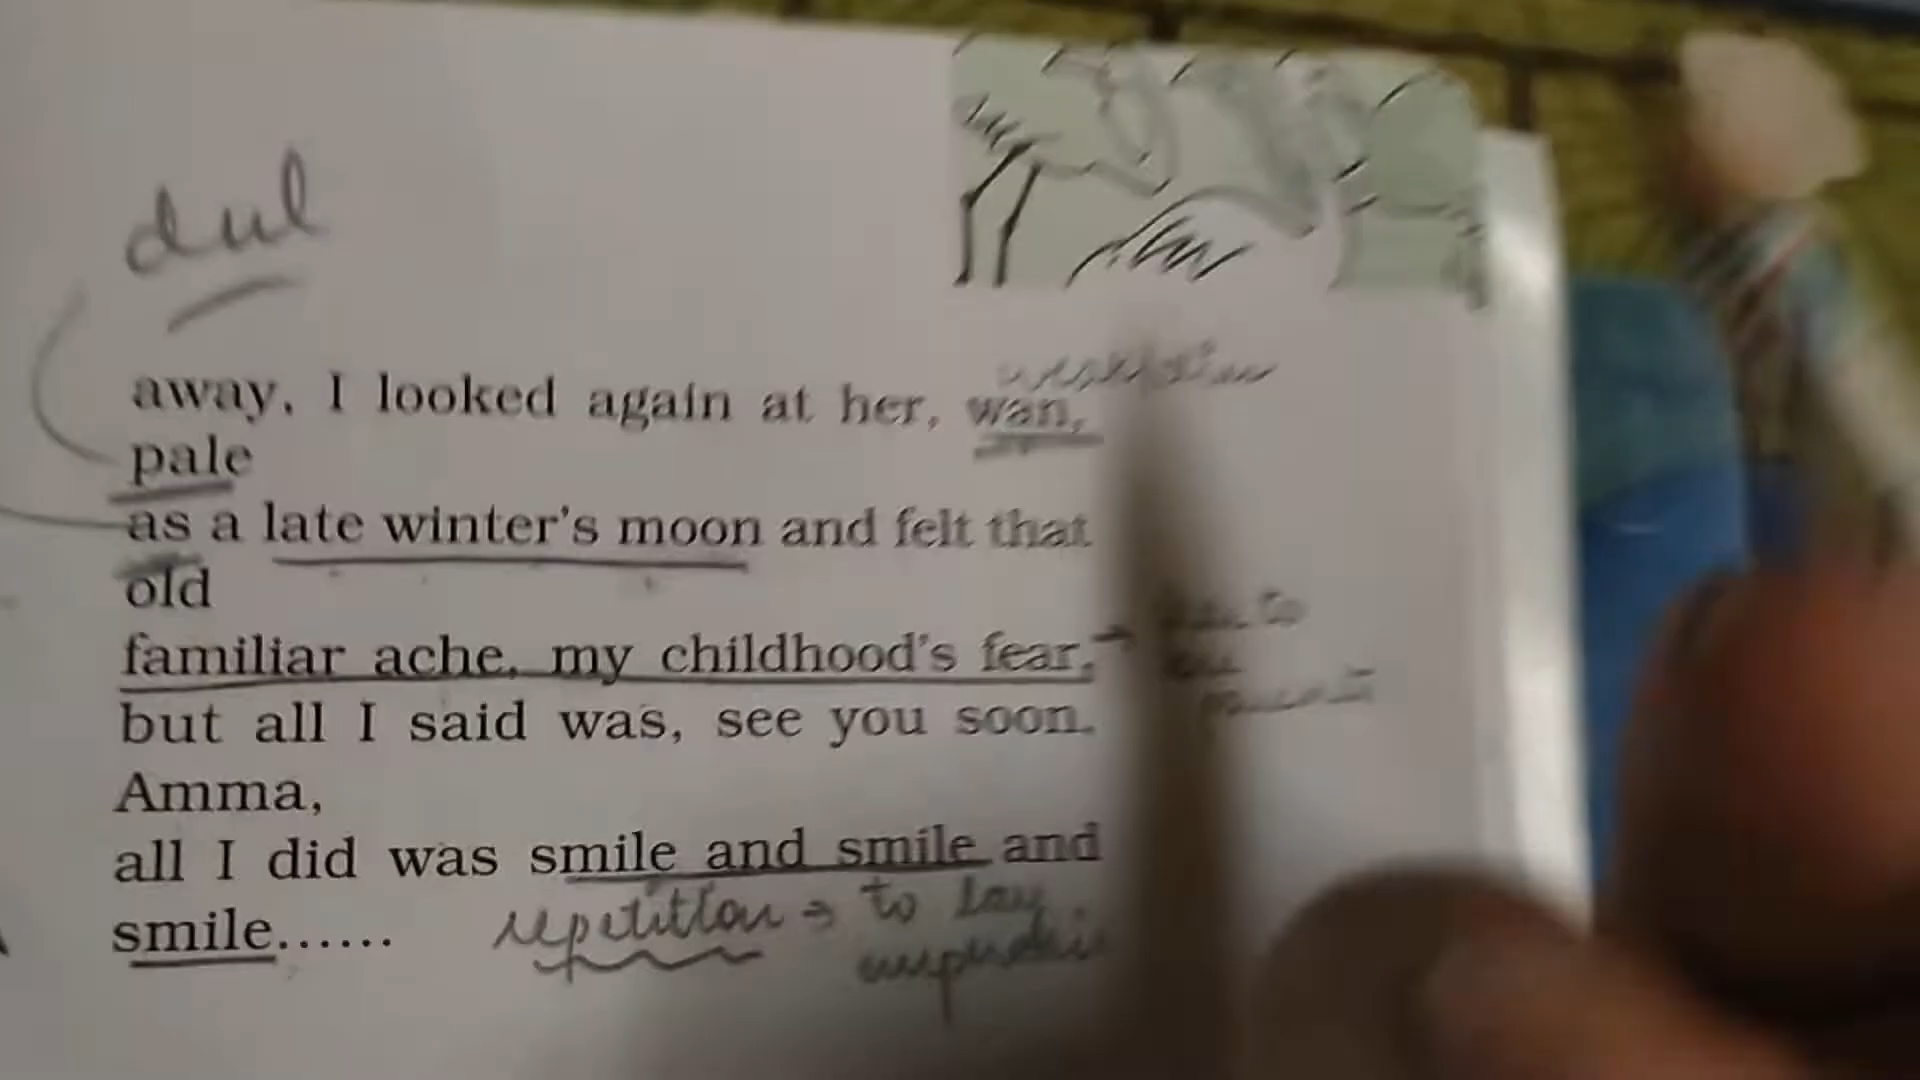 dul
away, I looked again at her, wan,
pale
as a late winter's moon and felt that
old
familiar ache, my childhood's fear,
but all I said was, see you soon.
Amma,
all I did was smile and smile and
smile......
repetition → to lay